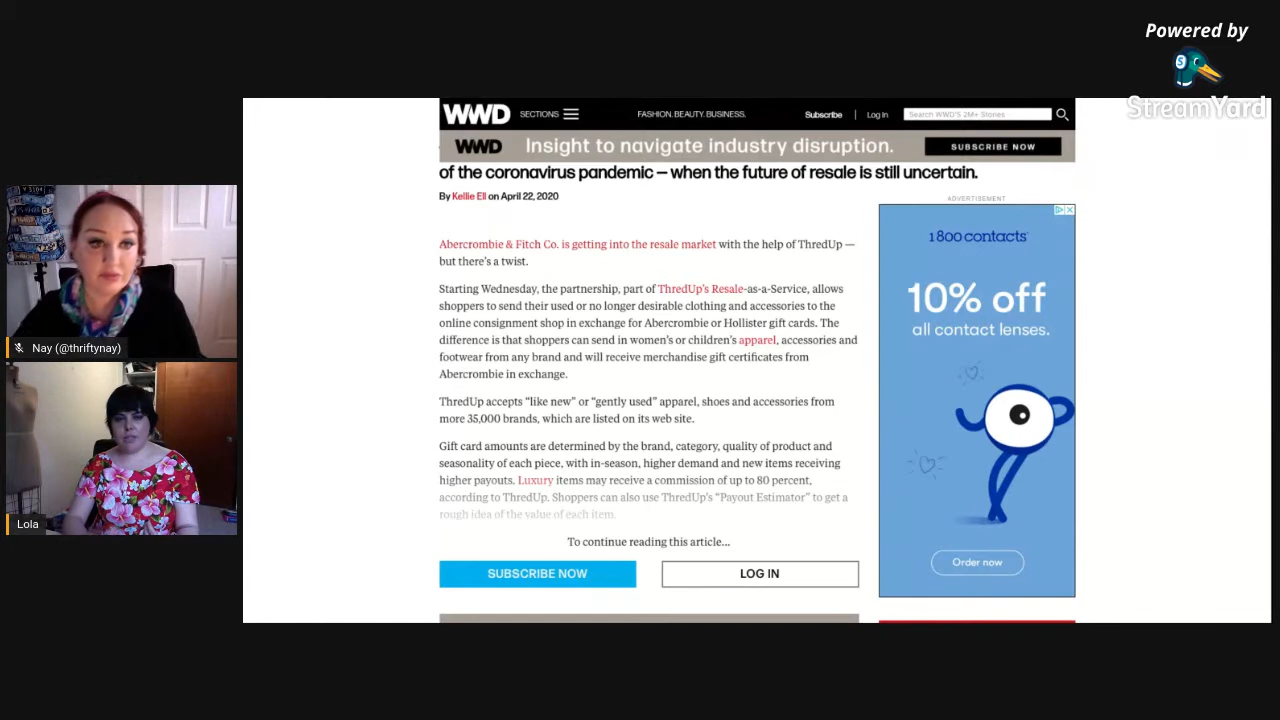 Powered by
StreamYard
WWD
SECTIONS
FASHION. BEAUTY. BUSINESS.
Subscribe | Log In
Search WWD'S 2M+ Stories
WWD
Insight to navigate industry disruption.
SUBSCRIBE NOW
of the coronavirus pandemic — when the future of resale is still uncertain.
By Kellie Ell on April 22, 2020
Abercrombie & Fitch Co. is getting into the resale market with the help of ThredUp —
but there's a twist.
Starting Wednesday, the partnership, part of ThredUp's Resale-as-a-Service, allows
shoppers to send their used or no longer desirable clothing and accessories to the
online consignment shop in exchange for Abercrombie or Hollister gift cards. The
difference is that shoppers can send in women's or children's apparel, accessories and
footwear from any brand and will receive merchandise gift certificates from
Abercrombie in exchange.
ThredUp accepts “like new” or “gently used” apparel, shoes and accessories from
more 35,000 brands, which are listed on its web site.
Gift card amounts are determined by the brand, category, quality of product and
seasonality of each piece, with in-season, higher demand and new items receiving
higher payouts. Luxury items may receive a commission of up to 80 percent,
according to ThredUp. Shoppers can also use ThredUp's “Payout Estimator” to get a
rough idea of the value of each item.
To continue reading this article...
SUBSCRIBE NOW
LOG IN
ADVERTISEMENT
1800contacts
10% off
all contact lenses.
Order now
Nay (@thriftynay)
Lola